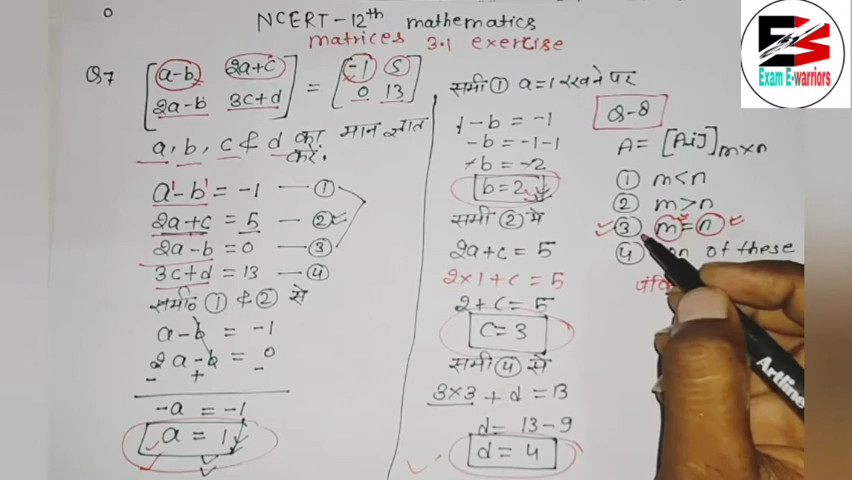 NCERT-12th mathematics
matrices 3.1 exercise
Exam E-warriors
Q7 [a-b 2a+c
2a-b 3c+d] = [-1 5
0 13]
a, b, c & d का मान ज्ञात
करें.
a-b = -1 — ①
2a+c = 5 — ②
2a-b = 0 — ③
3c+d = 13 — ④
समी० ① & ② से
a-b = -1
2a-b = 0
- + -
-a = -1
a = 1
समी ① a=1 रखने पर
1-b = -1
-b = -1-1
-b = -2
b=2
समी ② में
2a+c = 5
2×1+c = 5
2+c = 5
c=3
समी ④ से
3×3 + d = 13
d = 13-9
d = 4
Q-8
A = [Aij]m×n
① m<n
② m>n
③ m=n
④ of these
Artline